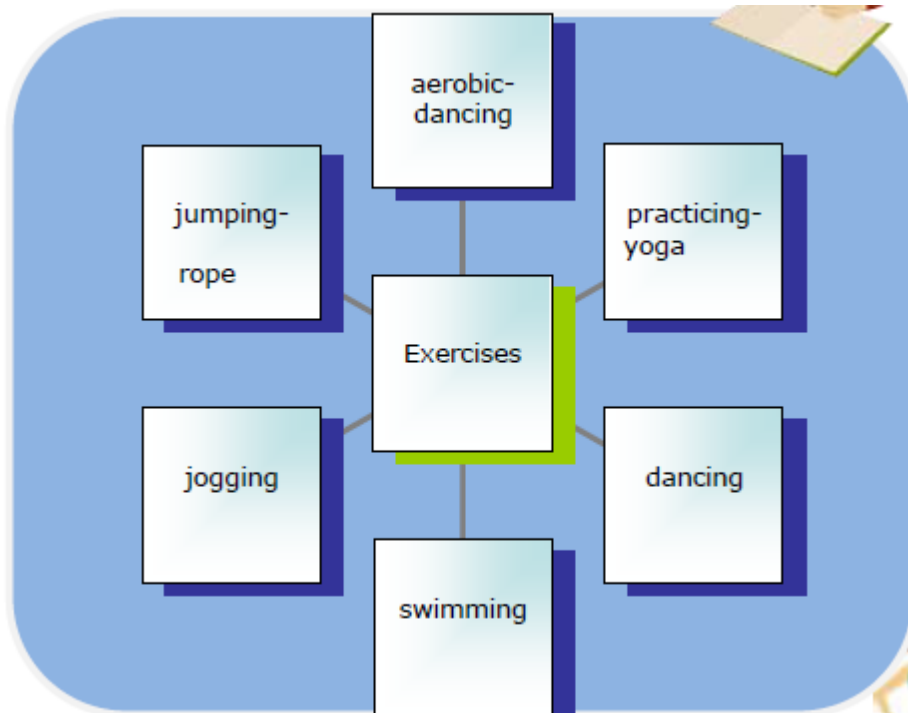 aerobic-
dancing
jumping-
rope
practicing-
yoga
Exercises
jogging
dancing
swimming